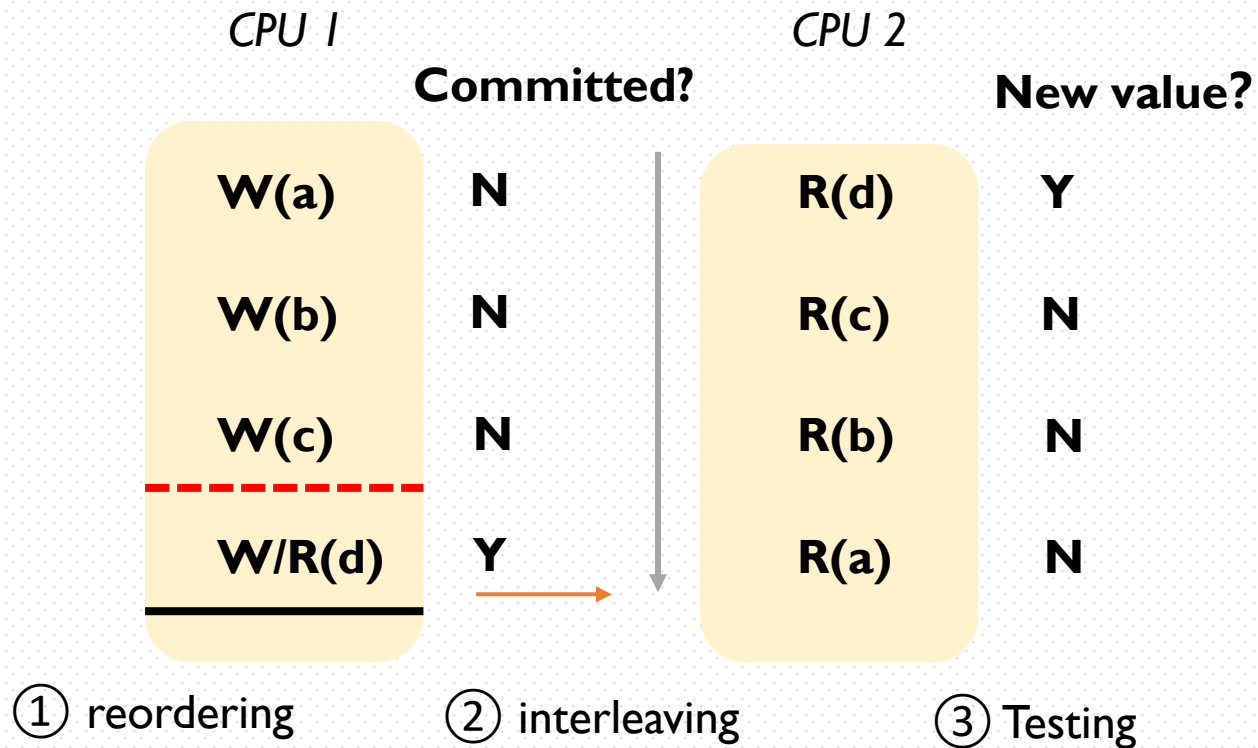 CPU 1 CPU 2
Committed? New value?
W(a) N R(d) Y
W(b) N R(c) N
W(c) N R(b) N
W/R(d) Y R(a) N
① reordering ② interleaving ③ Testing